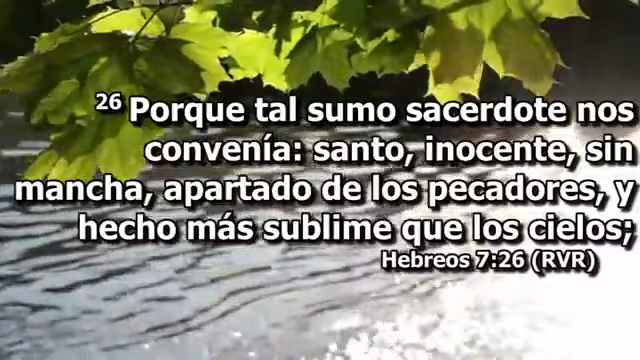 26 Porque tal sumo sacerdote nos
convenía: santo, inocente, sin
mancha, apartado de los pecadores, y
hecho más sublime que los cielos;
Hebreos 7:26 (RVR)